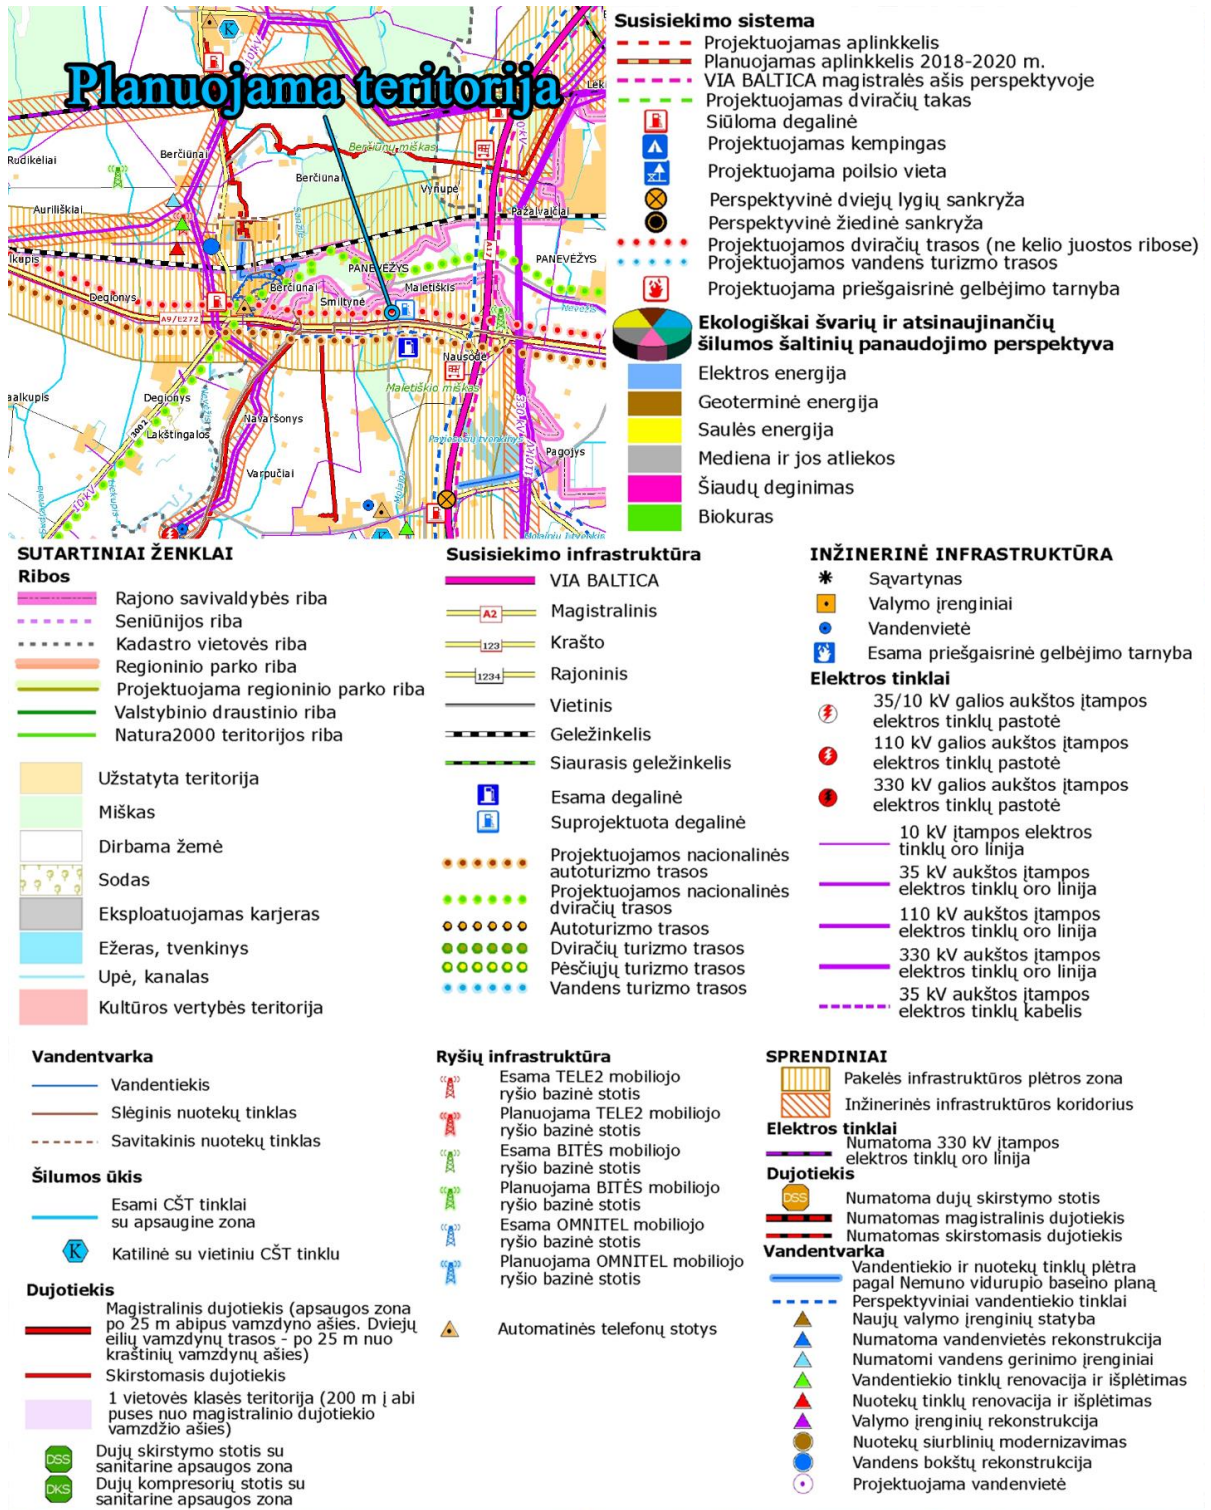 Planuojama teritorija
110kV
Lėk
Berčiūnų miškas
Rudikėliai
Berčiūnai
Berčiūnai
Vynupė
Auriliškiai
Pažalvaičiai
A17
PANEVĖŽYS
PANEVĖŽYS
kupis
Degionys
Berčiūnai
Maletiškis
Smiltynė
Nevėžis
A9/E272
Nausodė
Maletiškio miškas
aalkupis
Degionys
3002
Lakštingalos
Navaršonys
330kV
110kV
Pagojys
Varpučiai
10kV
Molainų tvenkinys
K
Susisiekimo sistema
Projektuojamas aplinkkelis
Planuojamas aplinkkelis 2018-2020 m.
VIA BALTICA magistralės ašis perspektyvoje
Projektuojamas dviračių takas
Siūloma degalinė
Projektuojamas kempingas
Projektuojama poilsio vieta
Perspektyvinė dviejų lygių sankryža
Perspektyvinė žiedinė sankryža
Projektuojamos dviračių trasos (ne kelio juostos ribose)
Projektuojamos vandens turizmo trasos
Projektuojama priešgaisrinė gelbėjimo tarnyba
Ekologiškai švarių ir atsinaujinančių
šilumos šaltinių panaudojimo perspektyva
Elektros energija
Geoterminė energija
Saulės energija
Mediena ir jos atliekos
Šiaudų deginimas
Biokuras
SUTARTINIAI ŽENKLAI
Ribos
Rajono savivaldybės riba
Seniūnijos riba
Kadastro vietovės riba
Regioninio parko riba
Projektuojama regioninio parko riba
Valstybinio draustinio riba
Natura2000 teritorijos riba
Užstatyta teritorija
Miškas
Dirbama žemė
Sodas
Eksploatuojamas karjeras
Ežeras, tvenkinys
Upė, kanalas
Kultūros vertybės teritorija
Susisiekimo infrastruktūra
VIA BALTICA
A2 Magistralinis
123 Krašto
1234 Rajoninis
Vietinis
Geležinkelis
Siaurasis geležinkelis
Esama degalinė
Suprojektuota degalinė
Projektuojamos nacionalinės
autoturizmo trasos
Projektuojamos nacionalinės
dviračių trasos
Autoturizmo trasos
Dviračių turizmo trasos
Pėsčiųjų turizmo trasos
Vandens turizmo trasos
INŽINERINĖ INFRASTRUKTŪRA
Sąvartynas
Valymo įrenginiai
Vandenvietė
Esama priešgaisrinė gelbėjimo tarnyba
Elektros tinklai
35/10 kV galios aukštos įtampos
elektros tinklų pastotė
110 kV galios aukštos įtampos
elektros tinklų pastotė
330 kV galios aukštos įtampos
elektros tinklų pastotė
10 kV įtampos elektros
tinklų oro linija
35 kV aukštos įtampos
elektros tinklų oro linija
110 kV aukštos įtampos
elektros tinklų oro linija
330 kV aukštos įtampos
elektros tinklų oro linija
35 kV aukštos įtampos
elektros tinklų kabelis
Vandentvarka
Vandentiekis
Slėginis nuotekų tinklas
Savitakinis nuotekų tinklas
Šilumos ūkis
Esami CŠT tinklai
su apsaugine zona
K Katilinė su vietiniu CŠT tinklu
Dujotiekis
Magistralinis dujotiekis (apsaugos zona
po 25 m abipus vamzdyno ašies. Dviejų
eilių vamzdynų trasos - po 25 m nuo
kraštinių vamzdynų ašies)
Skirstomasis dujotiekis
1 vietovės klasės teritorija (200 m į abi
puses nuo magistralinio dujotiekio
vamzdžio ašies)
DSS Dujų skirstymo stotis su
sanitarine apsaugos zona
DKS Dujų kompresorių stotis su
sanitarine apsaugos zona
Ryšių infrastruktūra
Esama TELE2 mobiliojo
ryšio bazinė stotis
Planuojama TELE2 mobiliojo
ryšio bazinė stotis
Esama BITĖS mobiliojo
ryšio bazinė stotis
Planuojama BITĖS mobiliojo
ryšio bazinė stotis
Esama OMNITEL mobiliojo
ryšio bazinė stotis
Planuojama OMNITEL mobiliojo
ryšio bazinė stotis
Automatinės telefonų stotys
SPRENDINIAI
Pakelės infrastruktūros plėtros zona
Inžinerinės infrastruktūros koridorius
Elektros tinklai
Numatoma 330 kV įtampos
elektros tinklų oro linija
Dujotiekis
DSS Numatoma dujų skirstymo stotis
Numatomas magistralinis dujotiekis
Numatomas skirstomasis dujotiekis
Vandentvarka
Vandentiekio ir nuotekų tinklų plėtra
pagal Nemuno vidurupio baseino planą
Perspektyviniai vandentiekio tinklai
Naujų valymo įrenginių statyba
Numatoma vandenvietės rekonstrukcija
Numatomi vandens gerinimo įrenginiai
Vandentiekio tinklų renovacija ir išplėtimas
Nuotekų tinklų renovacija ir išplėtimas
Valymo įrenginių rekonstrukcija
Nuotekų siurblinių modernizavimas
Vandens bokštų rekonstrukcija
Projektuojama vandenvietė